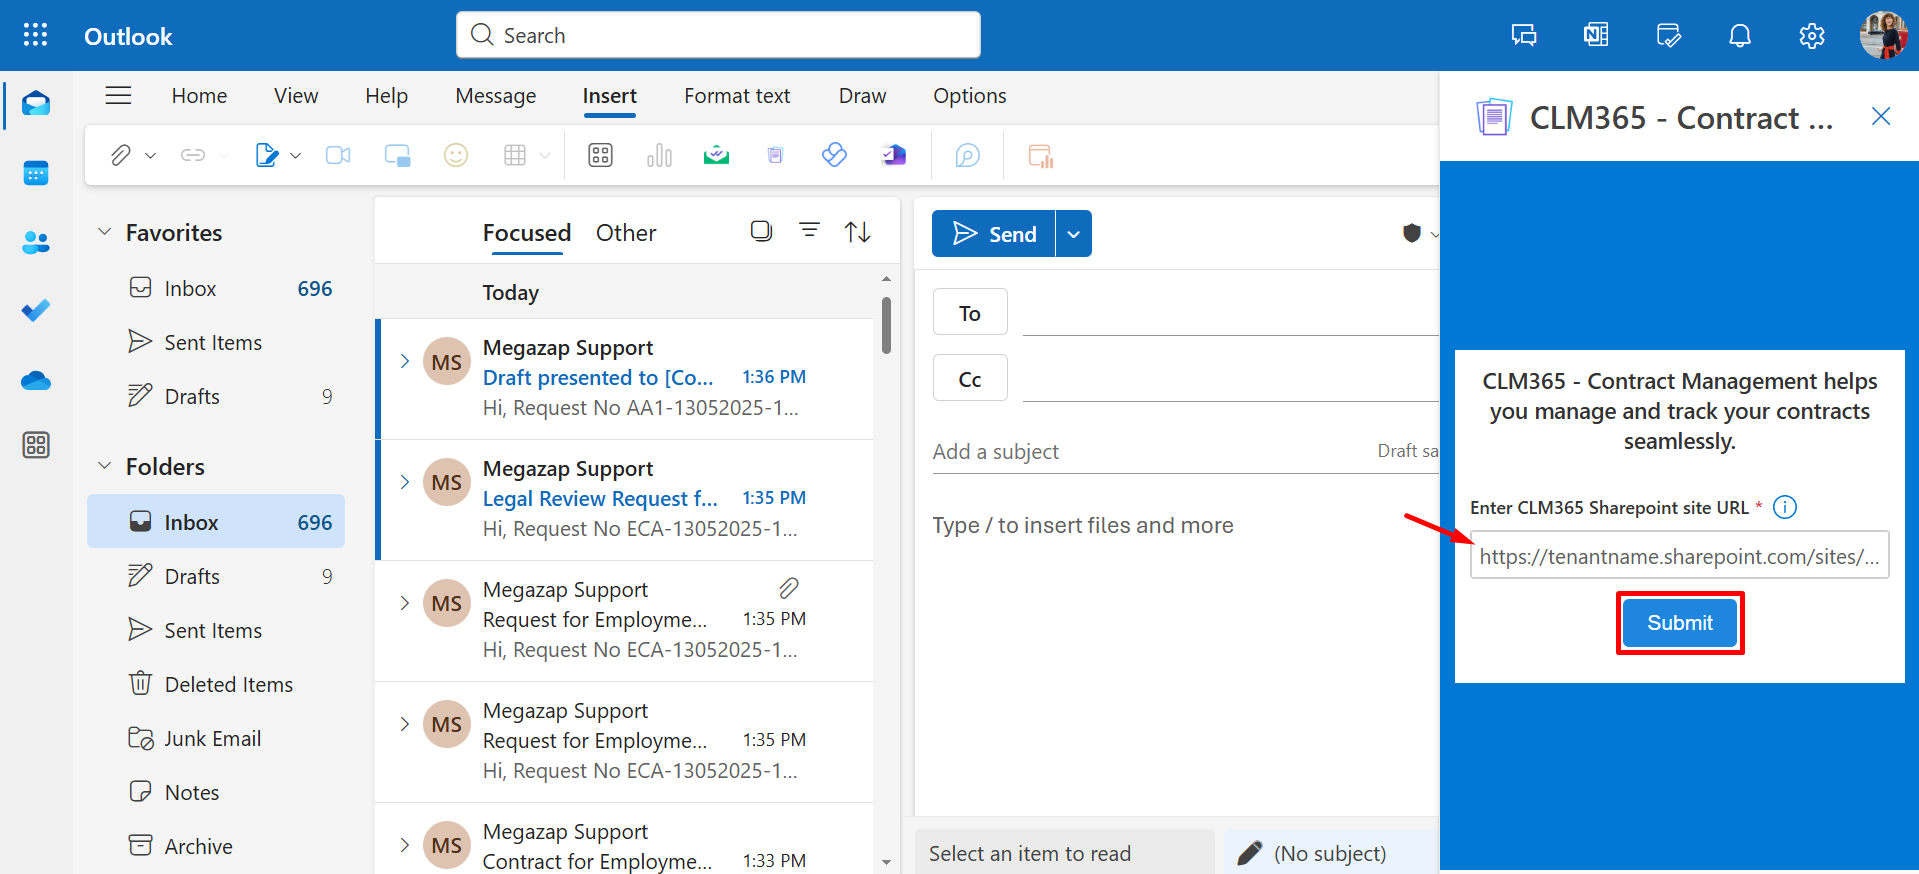 Outlook
Search
Home
View
Help
Message
Insert
Format text
Draw
Options
Favorites
Inbox 696
Sent Items
Drafts 9
Folders
Inbox 696
Drafts 9
Sent Items
Deleted Items
Junk Email
Notes
Archive
Focused
Other
Today
MS
Megazap Support
Draft presented to [Co... 1:36 PM
Hi, Request No AA1-13052025-1...
MS
Megazap Support
Legal Review Request f... 1:35 PM
Hi, Request No ECA-13052025-1...
MS
Megazap Support
Request for Employme... 1:35 PM
Hi, Request No ECA-13052025-1...
MS
Megazap Support
Request for Employme... 1:35 PM
Hi, Request No ECA-13052025-1...
MS
Megazap Support
Contract for Employme... 1:33 PM
Send
To
Cc
Add a subject
Draft sa
Type / to insert files and more
Select an item to read
(No subject)
CLM365 - Contract ...
CLM365 - Contract Management helps
you manage and track your contracts
seamlessly.
Enter CLM365 Sharepoint site URL *
https://tenantname.sharepoint.com/sites/...
Submit